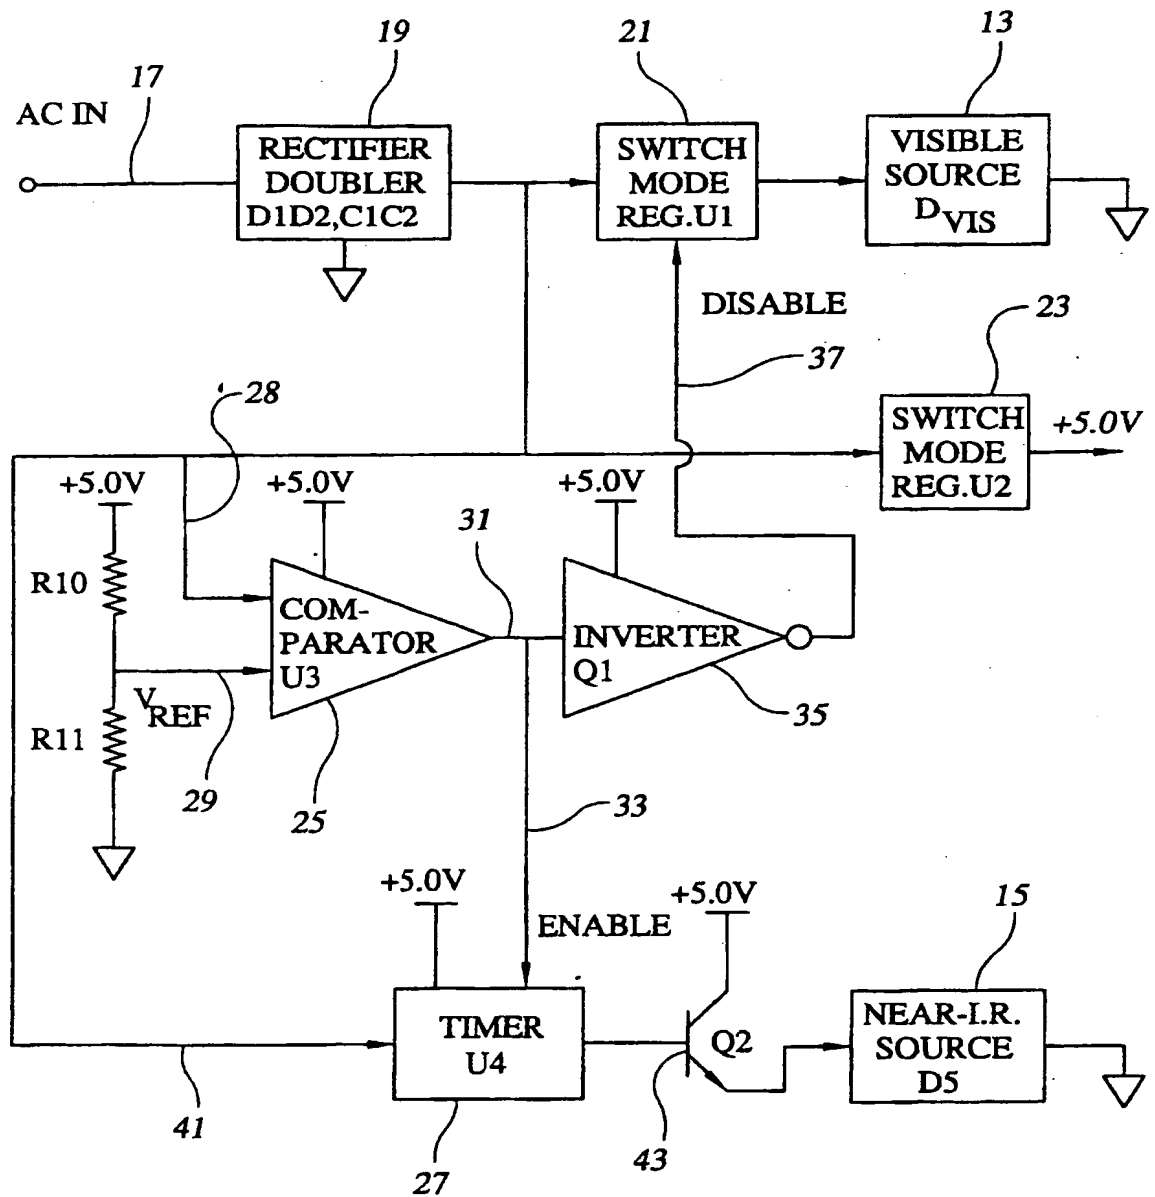 19
21
13
17
AC IN
RECTIFIER
DOUBLER
D1D2,C1C2
SWITCH
MODE
REG.U1
VISIBLE
SOURCE
DVIS
DISABLE
23
37
28
SWITCH
MODE
REG.U2
+5.0V
+5.0V
+5.0V
+5.0V
31
R10
COM-
PARATOR
U3
INVERTER
Q1
VREF
R11
35
29
25
33
+5.0V
+5.0V
15
ENABLE
TIMER
U4
Q2
NEAR-I.R.
SOURCE
D5
41
27
43